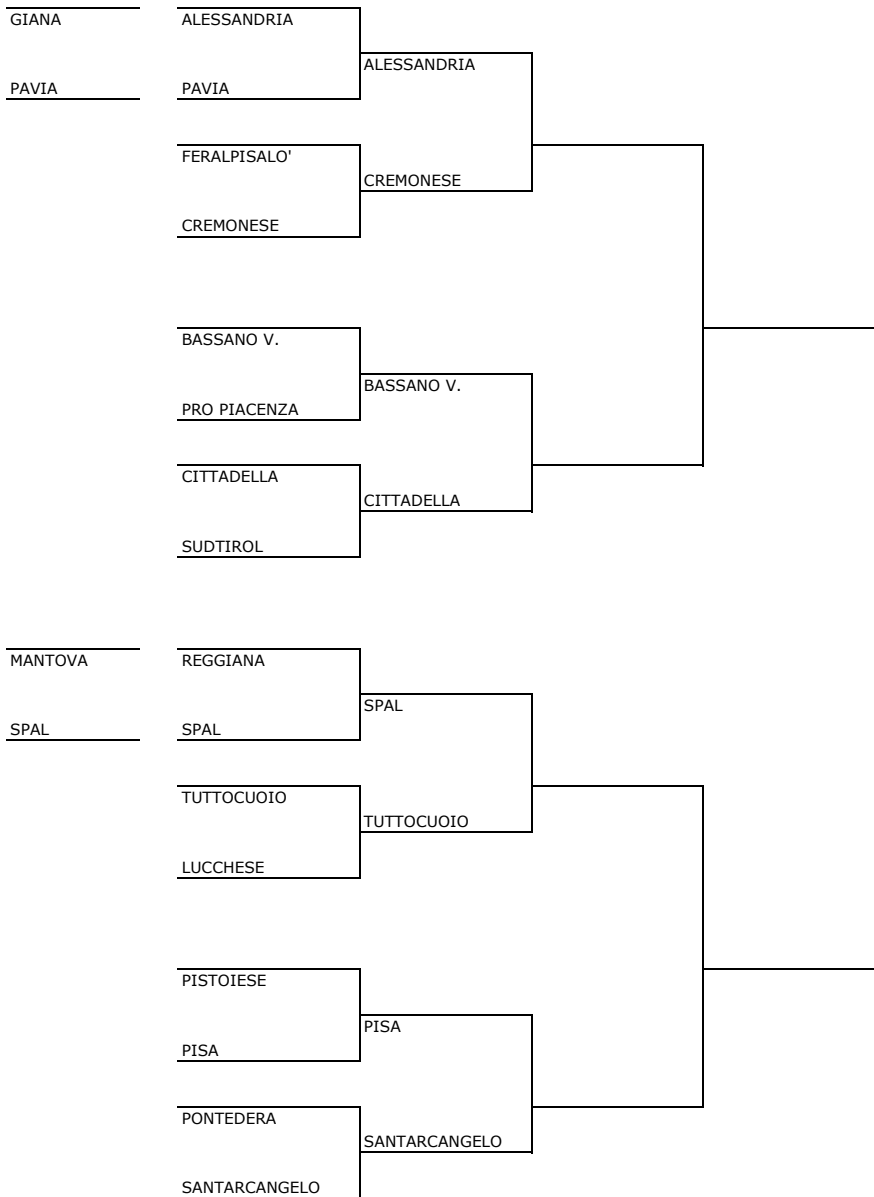 GIANA
ALESSANDRIA
ALESSANDRIA
PAVIA
PAVIA
FERALPISALO'
CREMONESE
CREMONESE
BASSANO V.
BASSANO V.
PRO PIACENZA
CITTADELLA
CITTADELLA
SUDTIROL
MANTOVA
REGGIANA
SPAL
SPAL
SPAL
TUTTOCUOIO
TUTTOCUOIO
LUCCHESE
PISTOIESE
PISA
PISA
PONTEDERA
SANTARCANGELO
SANTARCANGELO